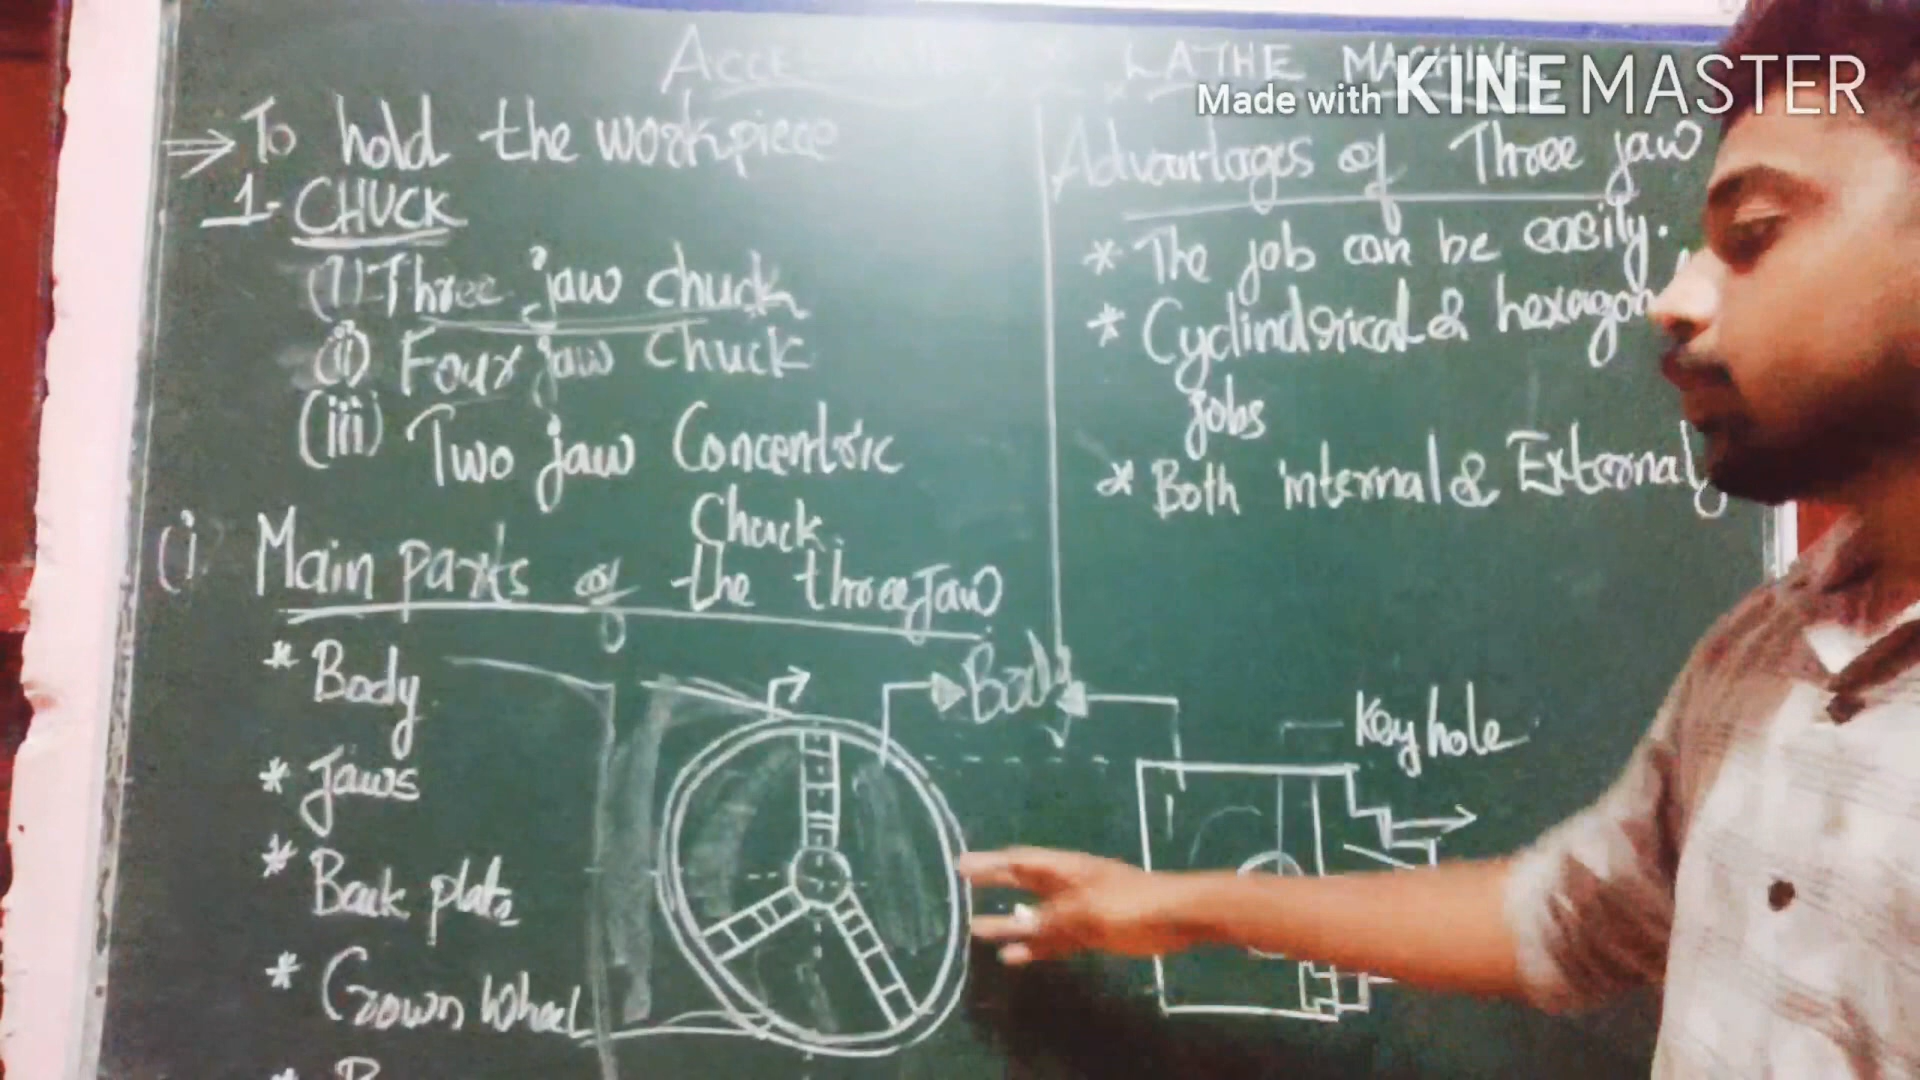 LATHE MACHINE
Made with KINEMASTER
→ To hold the workpiece
1- CHUCK
(i) Three jaw chuck
(ii) Four jaw chuck
(iii) Two jaw Concentric
Chuck.
(i) Main parts of the three Jaw
* Body
* Jaws
* Back plate
* Crown Wheel
Advantages of Three jaw
* The job can be easily.
* Cyclindrical & hexagon
jobs
* Both internal & External
Body
Key hole